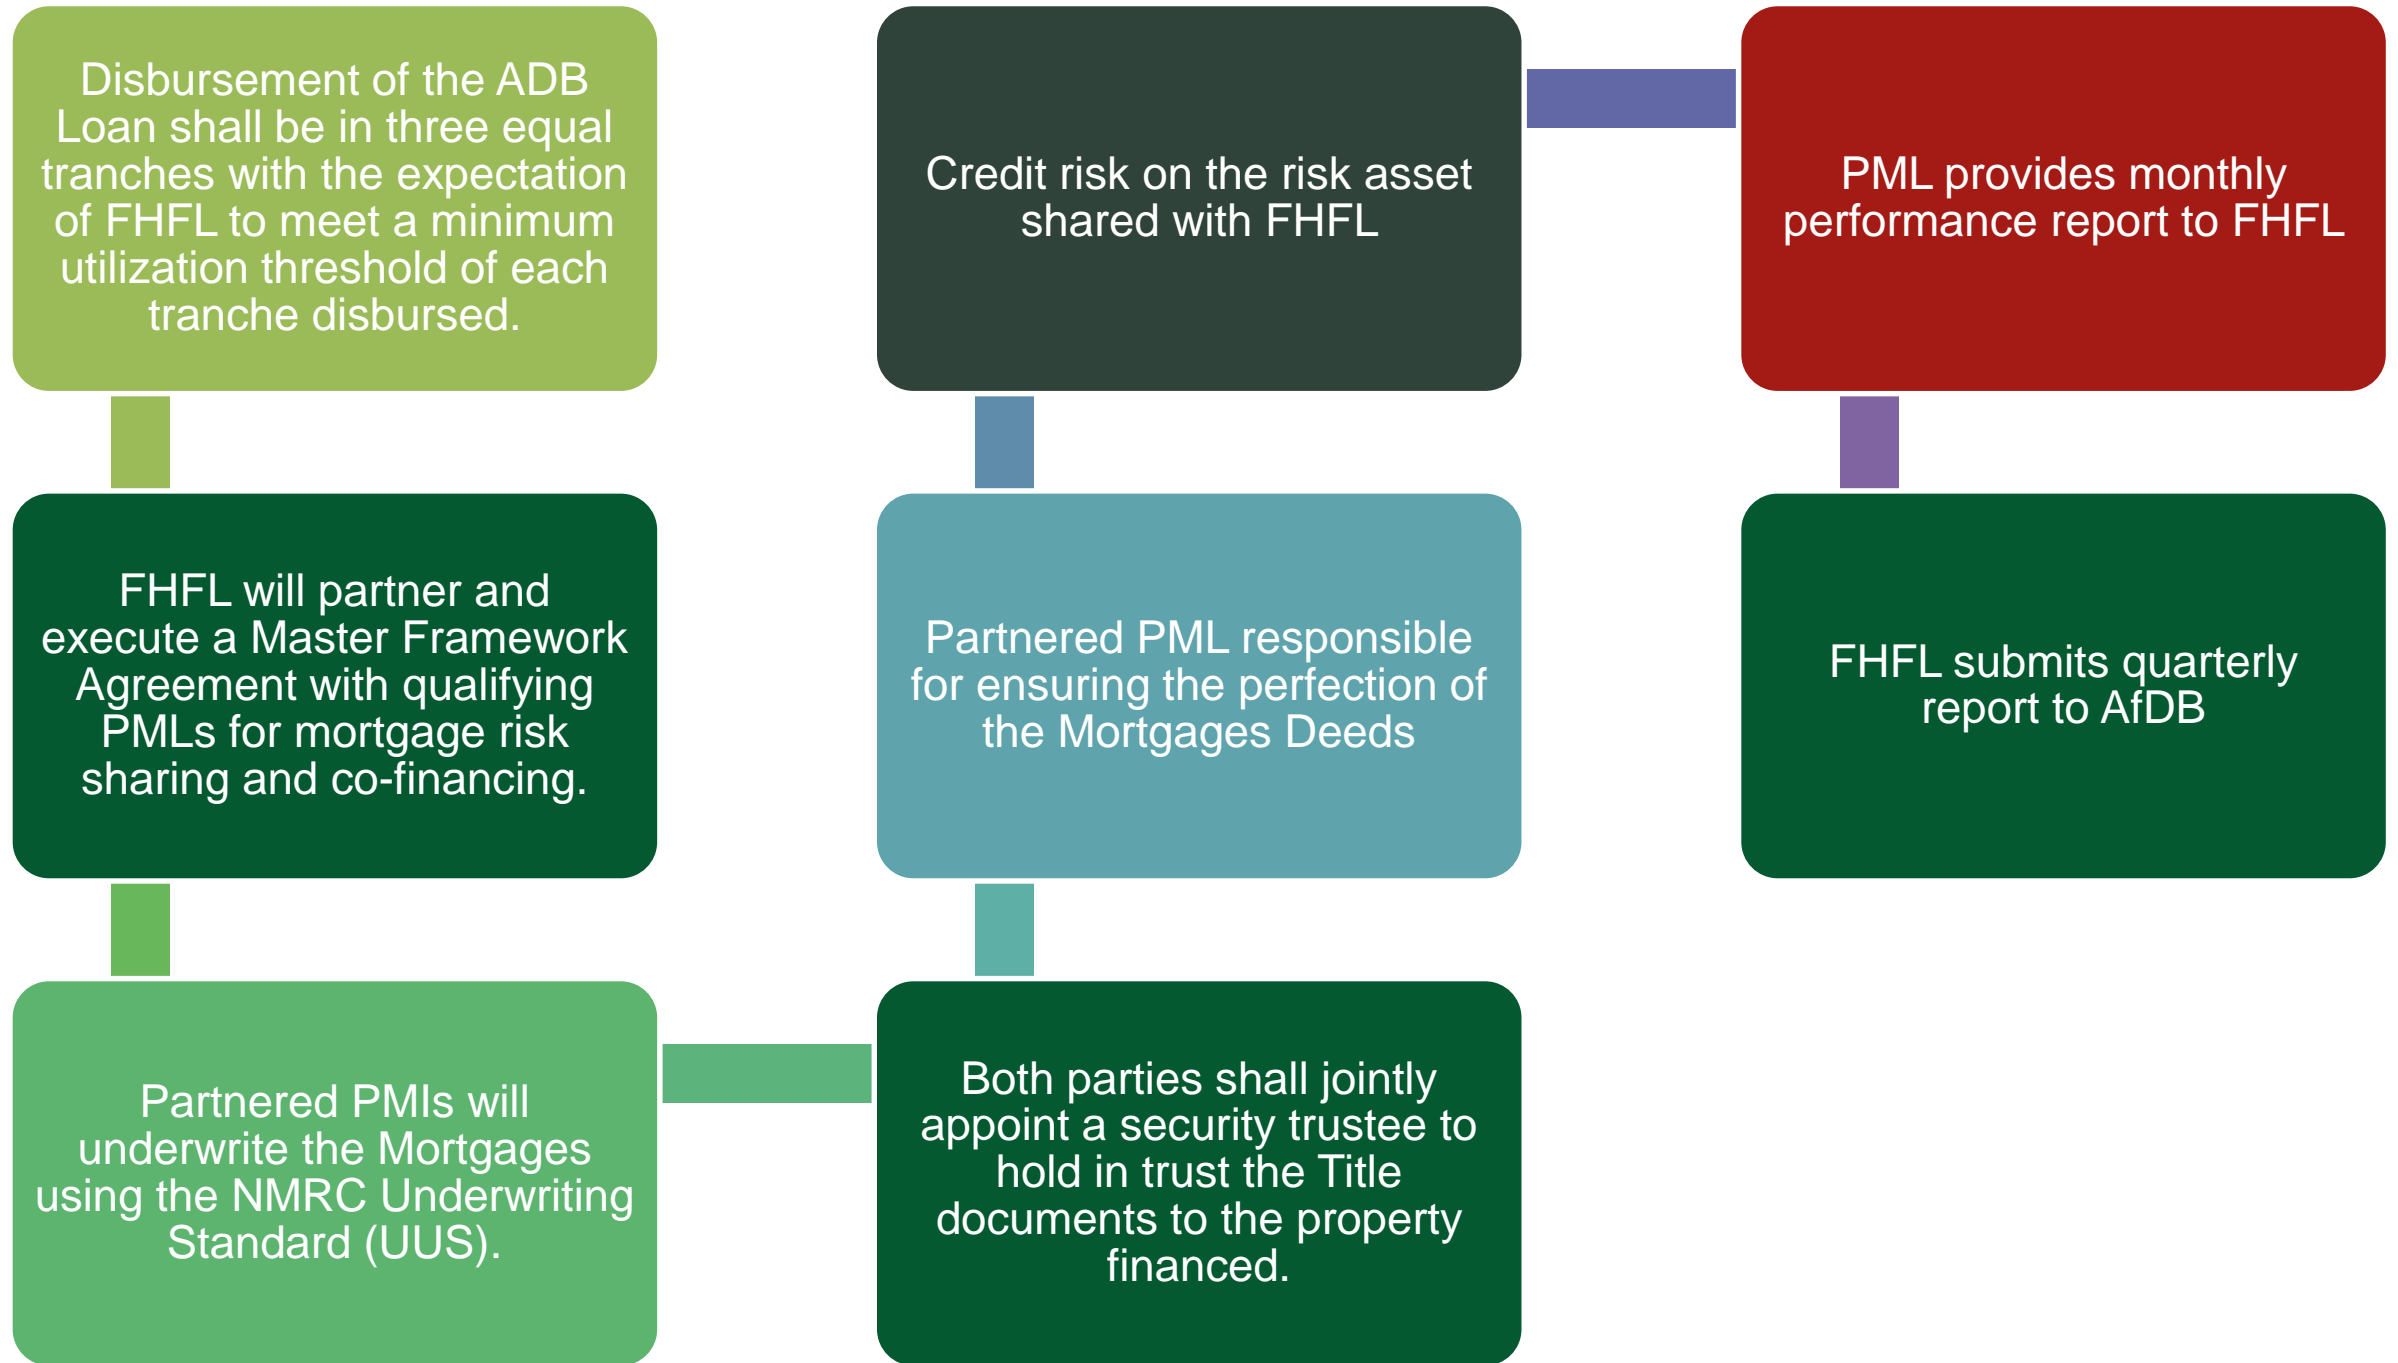 Disbursement of the ADB
Loan shall be in three equal
tranches with the expectation
of FHFL to meet a minimum
utilization threshold of each
tranche disbursed.
FHFL will partner and
execute a Master Framework
Agreement with qualifying
PMLs for mortgage risk
sharing and co-financing.
Partnered PMIs will
underwrite the Mortgages
using the NMRC Underwriting
Standard (UUS).
Both parties shall jointly
appoint a security trustee to
hold in trust the Title
documents to the property
financed.
Partnered PML responsible
for ensuring the perfection of
the Mortgages Deeds
Credit risk on the risk asset
shared with FHFL
PML provides monthly
performance report to FHFL
FHFL submits quarterly
report to AfDB